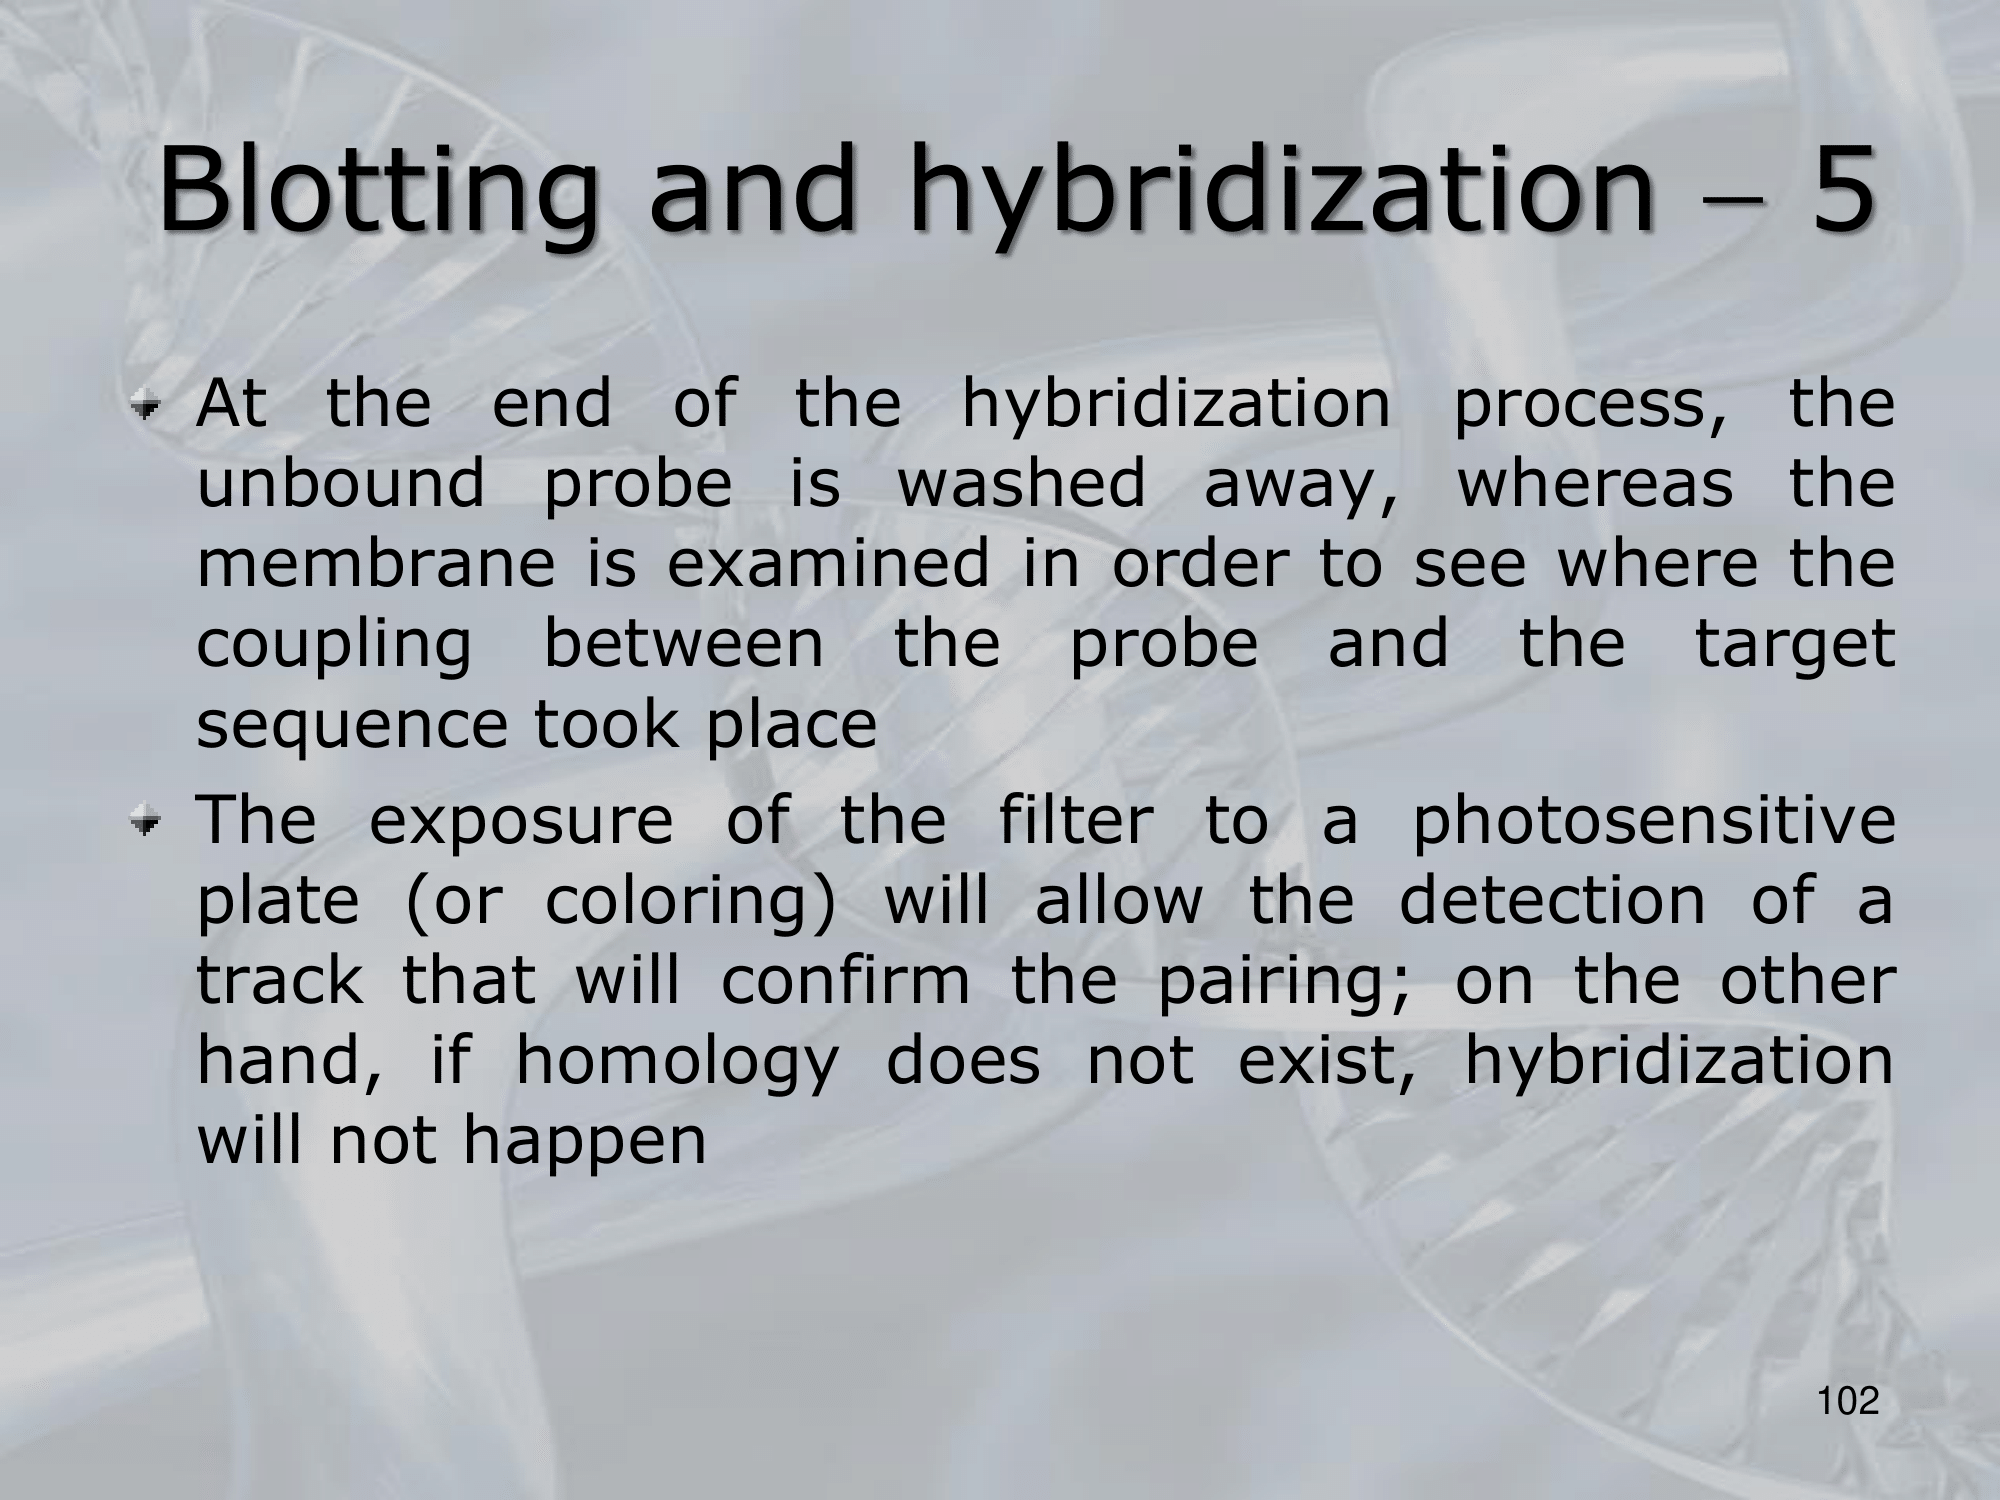 Blotting and hybridization – 5
At the end of the hybridization process, the
unbound probe is washed away, whereas the
membrane is examined in order to see where the
coupling between the probe and the target
sequence took place
The exposure of the filter to a photosensitive
plate (or coloring) will allow the detection of a
track that will confirm the pairing; on the other
hand, if homology does not exist, hybridization
will not happen
102